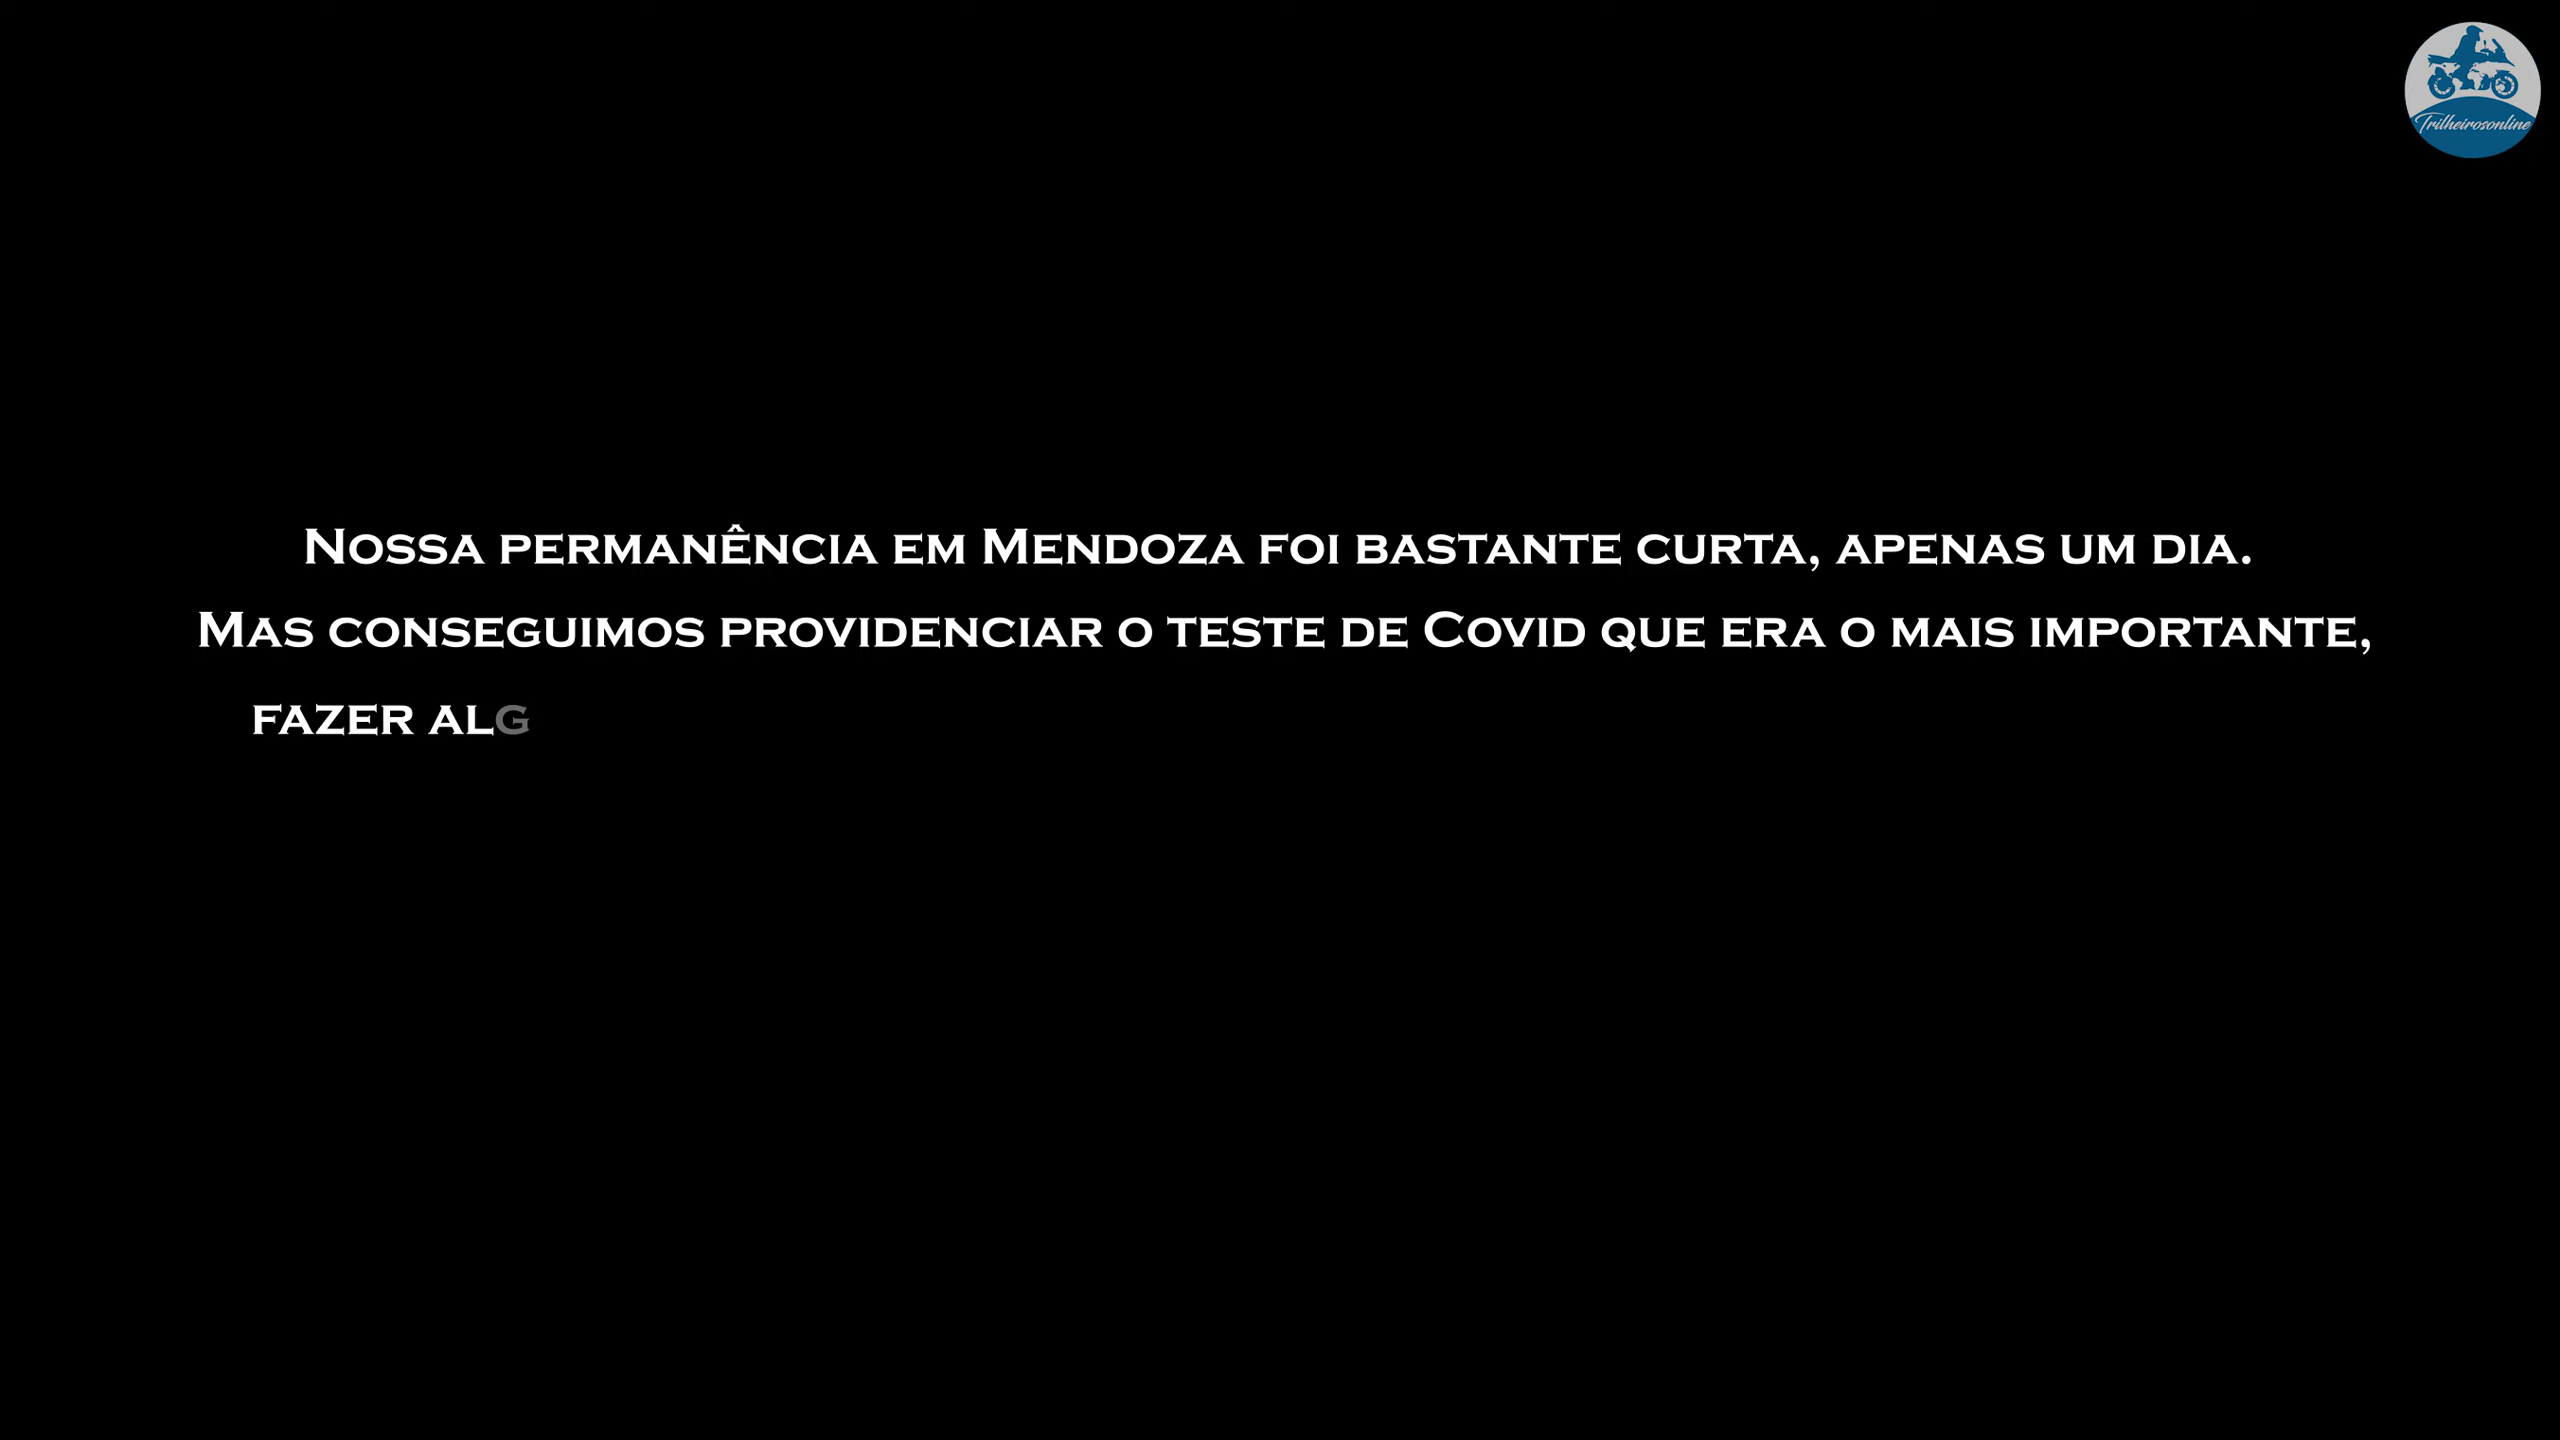 Trilheirosonline
Nossa permanência em Mendoza foi bastante curta, apenas um dia.
Mas conseguimos providenciar o teste de Covid que era o mais importante,
fazer alg